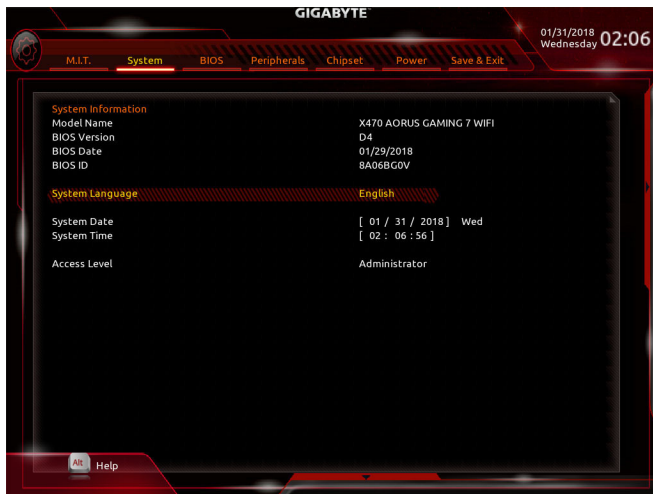 GIGABYTE
01/31/2018
Wednesday 02:06
M.I.T. System BIOS Peripherals Chipset Power Save & Exit
System Information
Model Name X470 AORUS GAMING 7 WIFI
BIOS Version D4
BIOS Date 01/29/2018
BIOS ID 8A06BG0V
System Language English
System Date [ 01 / 31 / 2018 ] Wed
System Time [ 02 : 06 : 56 ]
Access Level Administrator
Alt Help